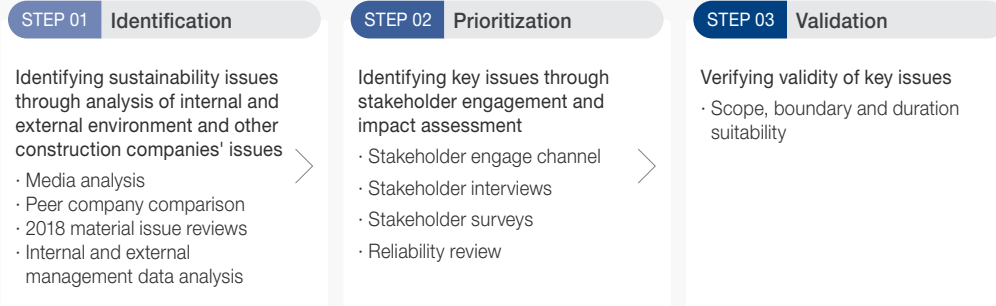 STEP 01 Identification
Identifying sustainability issues
through analysis of internal and
external environment and other
construction companies' issues
· Media analysis
· Peer company comparison
· 2018 material issue reviews
· Internal and external
management data analysis
STEP 02 Prioritization
Identifying key issues through
stakeholder engagement and
impact assessment
· Stakeholder engage channel
· Stakeholder interviews
· Stakeholder surveys
· Reliability review
STEP 03 Validation
Verifying validity of key issues
· Scope, boundary and duration
suitability